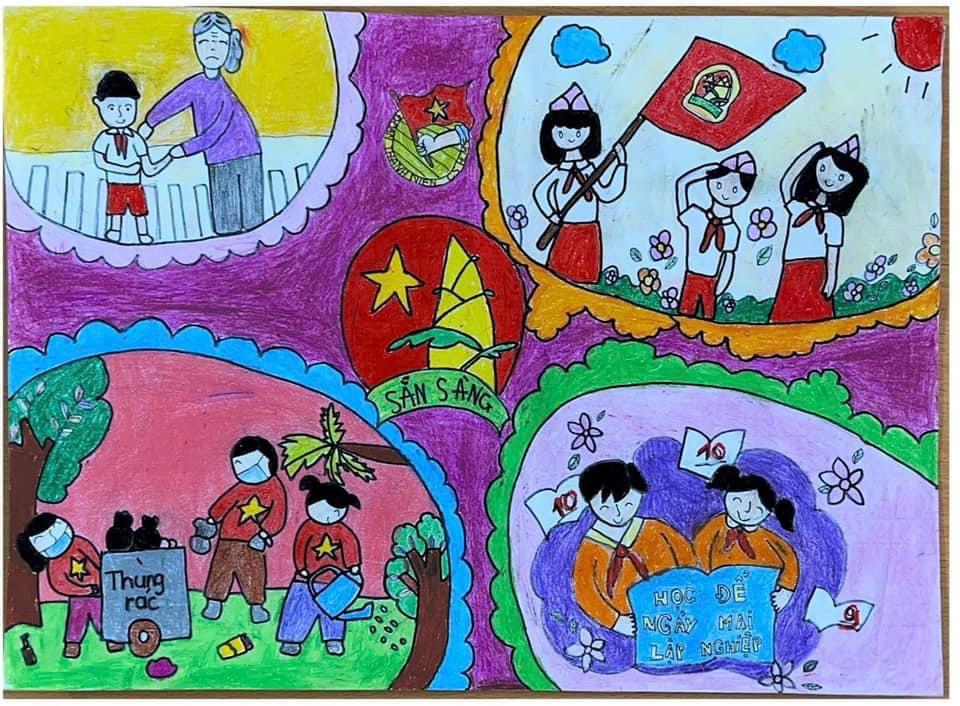 SẴN SÀNG
Thùng
rác
10
10
9
HỌC ĐỂ
NGÀY MAI
LẬP NGHIỆP